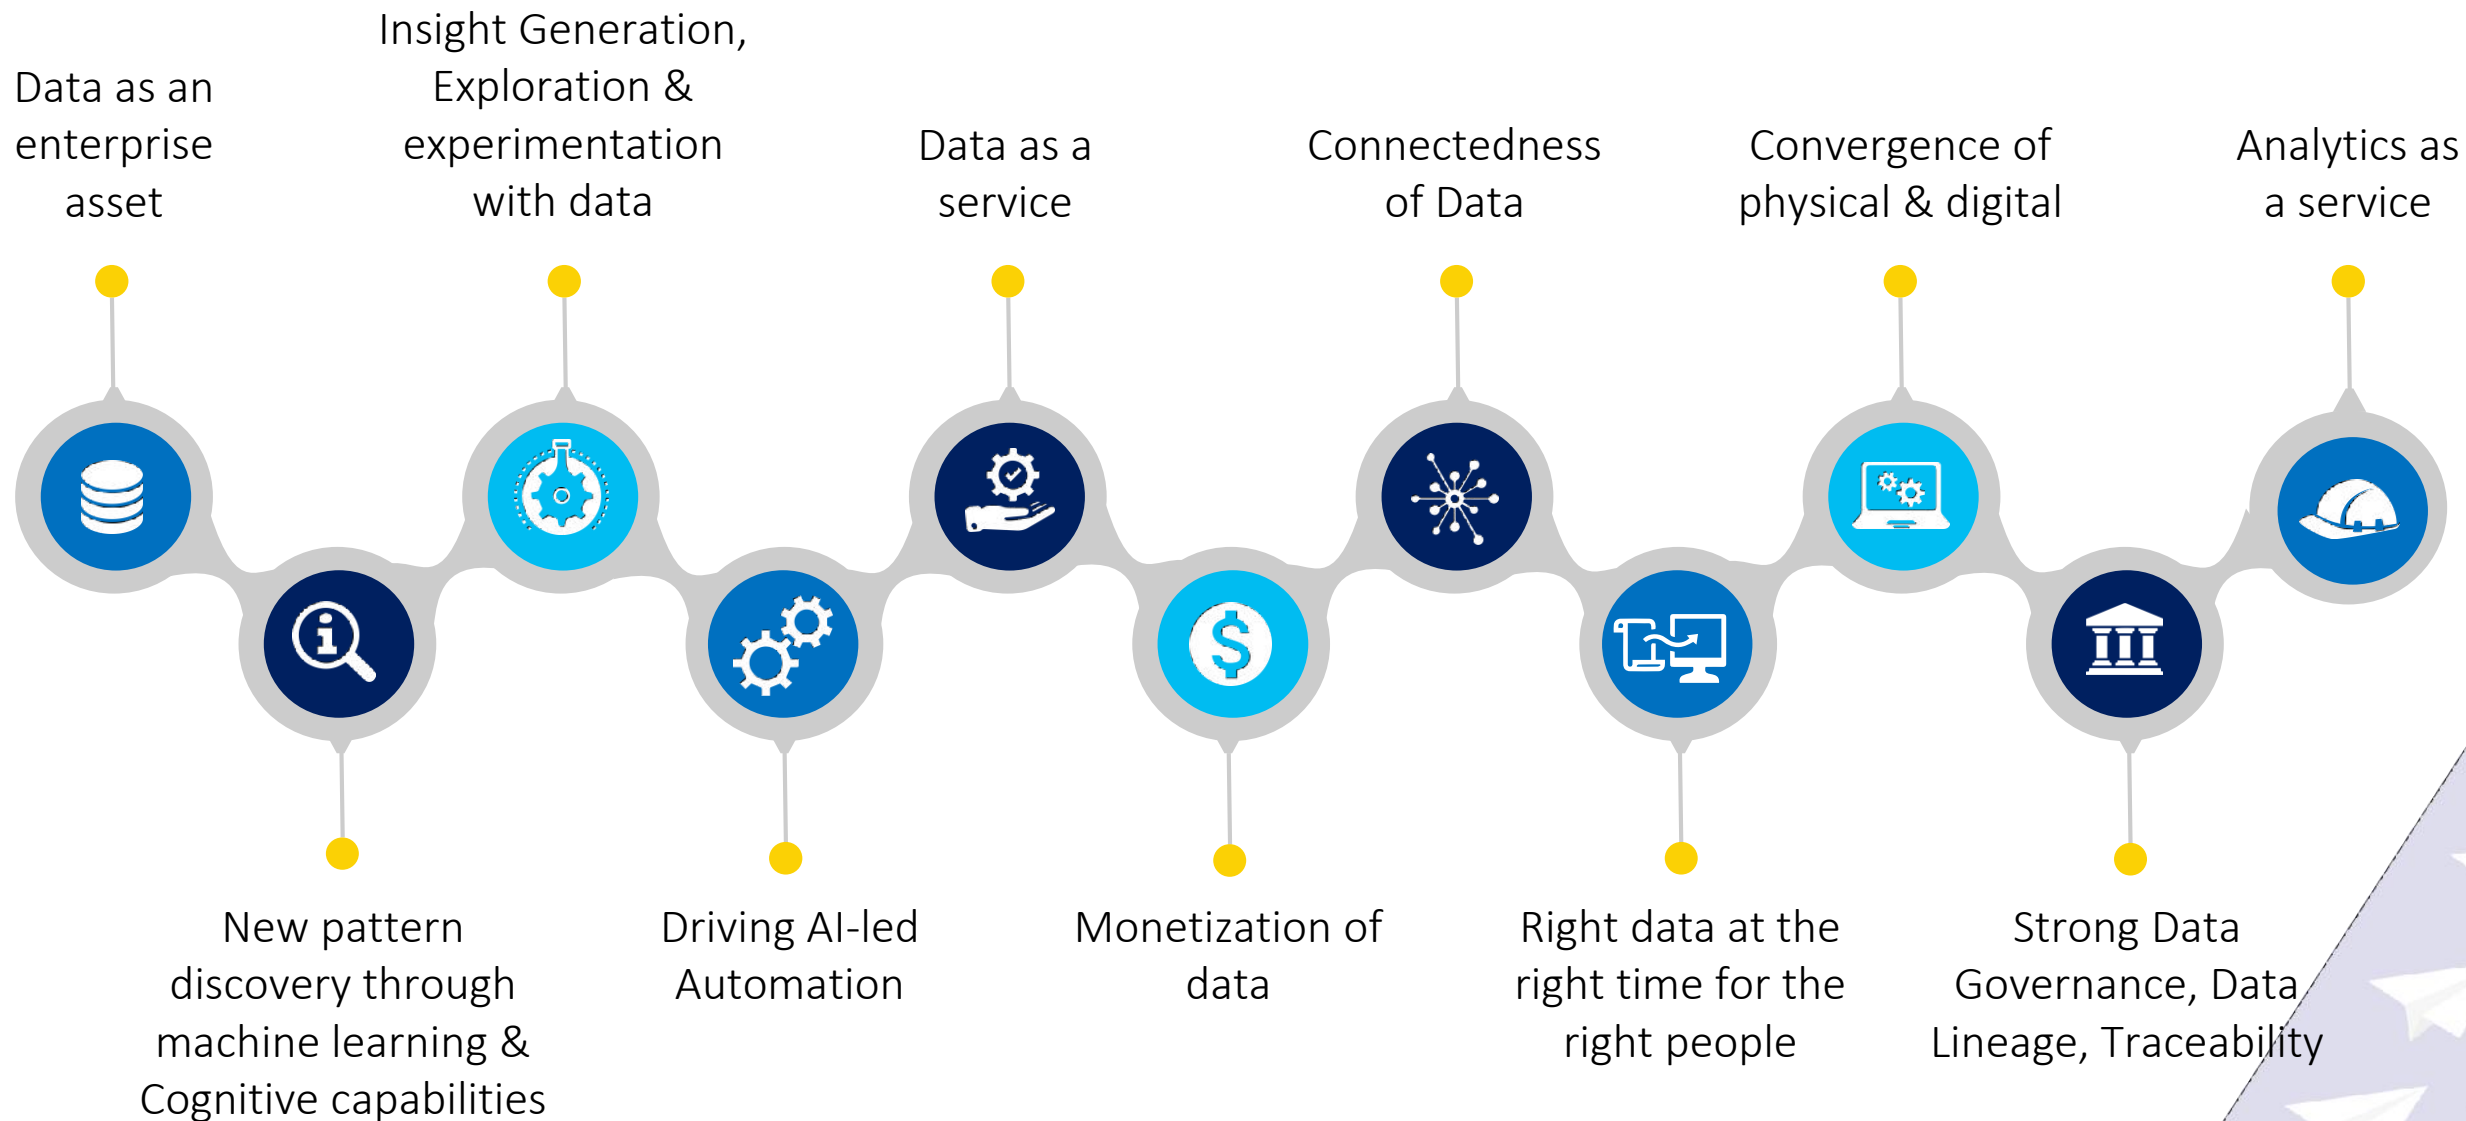 Data as an
enterprise
asset
Insight Generation,
Exploration &
experimentation
with data
Data as a
service
Connectedness
of Data
Convergence of
physical & digital
Analytics as
a service
New pattern
discovery through
machine learning &
Cognitive capabilities
Driving AI-led
Automation
Monetization of
data
Right data at the
right time for the
right people
Strong Data
Governance, Data
Lineage, Traceability